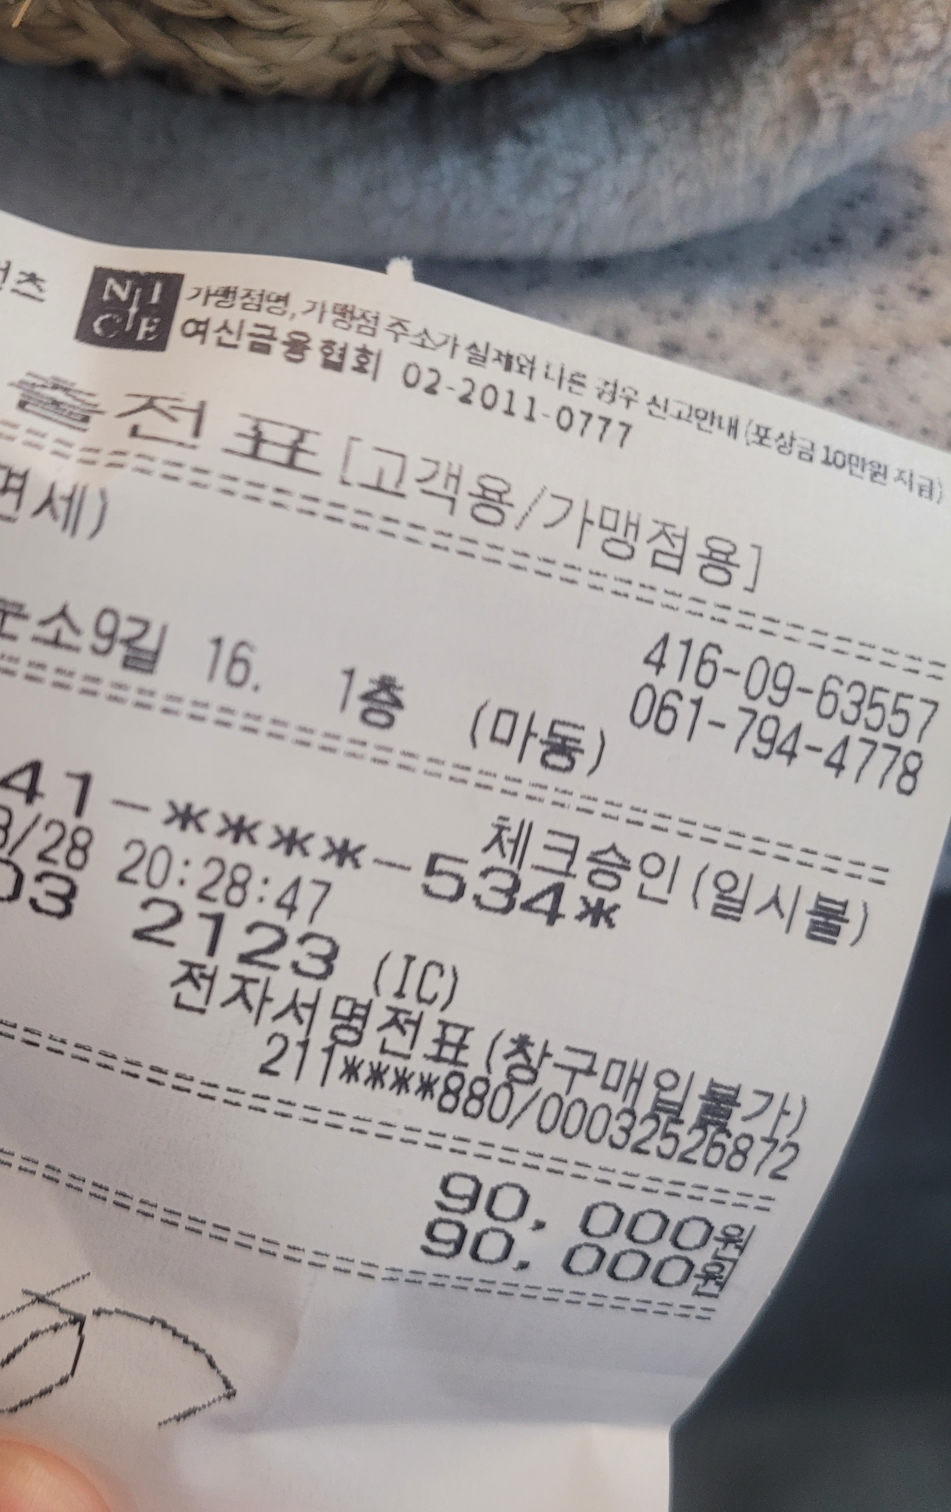 NICE
가맹점명, 가맹점 주소가 실제와 다른 경우 신고안내 (포상금 10만원 지급)
여신금융협회 02-2011-0777
출전표 [고객용/가맹점용]
면세)
416-09-63557
소9길 16. 1층 (마동) 061-794-4778
체크승인(일시불)
41-****-534*
/28 20:28:47
03 2123 (IC)
전자서명전표(창구매입불가)
211****880/00032526872
90,000원
90,000원